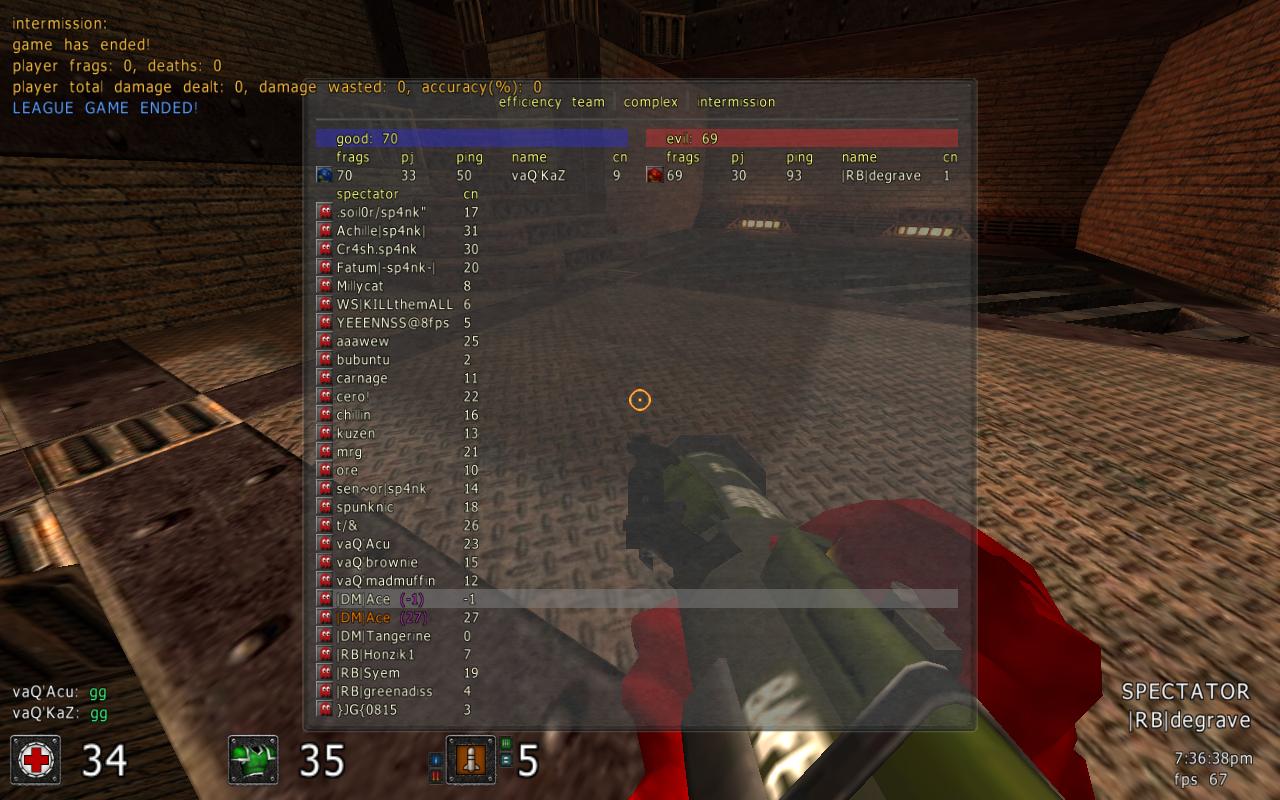 intermission:
game has ended!
player frags: 0, deaths: 0
player total damage dealt: 0, damage wasted: 0, accuracy(%): 0
LEAGUE GAME ENDED!
efficiency team complex intermission
good: 70 evil: 69
frags pj ping name cn frags pj ping name cn
70 33 50 vaQ'KaZ 9 69 30 93 |RB|degrave 1
spectator cn
.soil0r/sp4nk" 17
Achille|sp4nk| 31
Cr4sh.sp4nk 30
Fatum|-sp4nk-| 20
Millycat 8
WS|KILLthemALL 6
YEEENNSS@8fps 5
aaawew 25
bubuntu 2
carnage 11
cero! 22
chillin 16
kuzen 13
mrg 21
ore 10
sen~or|sp4nk 14
spunknic 18
t/& 26
vaQ'Acu 23
vaQ'brownie 15
vaQ'madmuffin 12
|DM|Ace (-1) -1
|DM|Ace (27) 27
|DM|Tangerine 0
|RB|Honzik1 7
|RB|Syem 19
|RB|greenadiss 4
}JG{0815 3
vaQ'Acu: gg
vaQ'KaZ: gg
34 35 5
SPECTATOR
|RB|degrave
7:36:38pm
fps 67